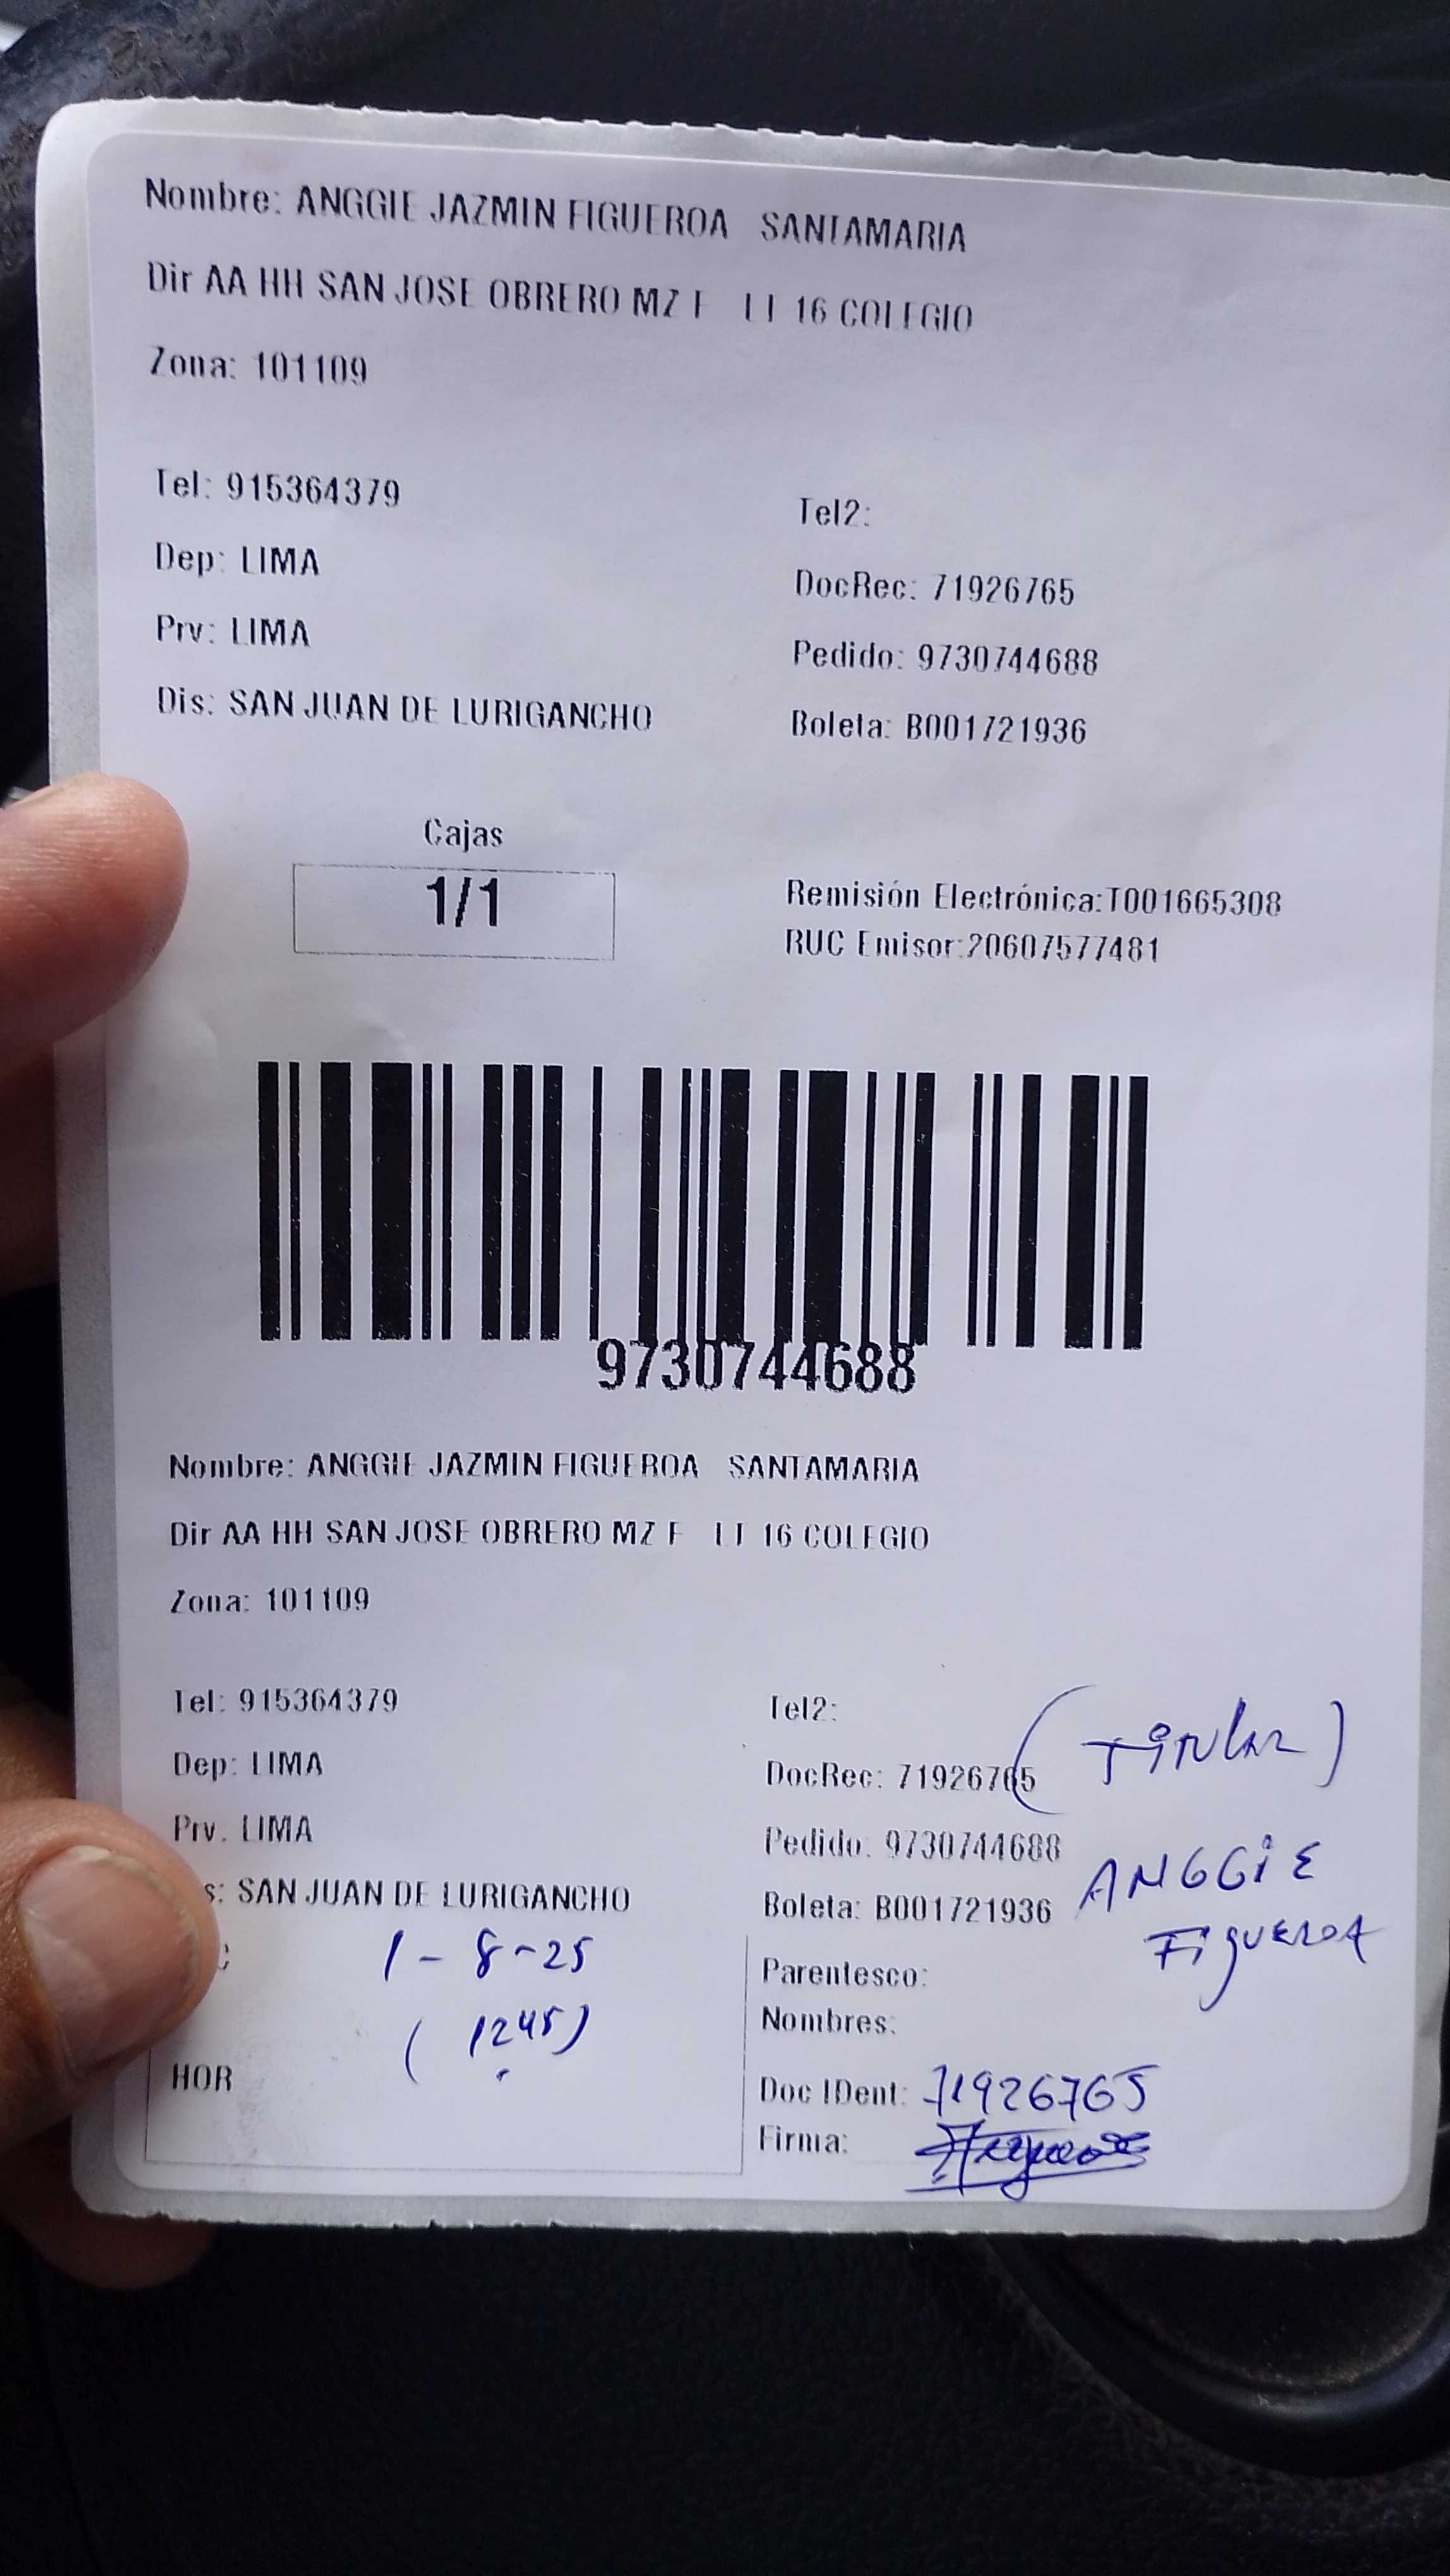 Nombre: ANGGIE JAZMIN FIGUEROA SANTAMARIA
Dir AA HH SAN JOSE OBRERO MZ F LT 16 COLEGIO
Zona: 101109
Tel: 915364379
Tel2:
Dep: LIMA
DocRec: 71926765
Prv: LIMA
Pedido: 9730744688
Dis: SAN JUAN DE LURIGANCHO
Boleta: B001721936
Cajas
1/1
Remisión Electrónica:T001665308
RUC Emisor:20607577481
9730744688
Nombre: ANGGIE JAZMIN FIGUEROA SANTAMARIA
Dir AA HH SAN JOSE OBRERO MZ F LT 16 COLEGIO
Zona: 101109
Tel: 915364379
Tel2:
(TiTULAR)
Dep: LIMA
DocRec: 71926765
Prv: LIMA
Pedido: 9730744688
ANGGiE
s: SAN JUAN DE LURIGANCHO
Boleta: B001721936
FiGUEROA
1-8-25
Parentesco:
(1245)
Nombres:
HOR
Doc IDent: 71926765
Firma: